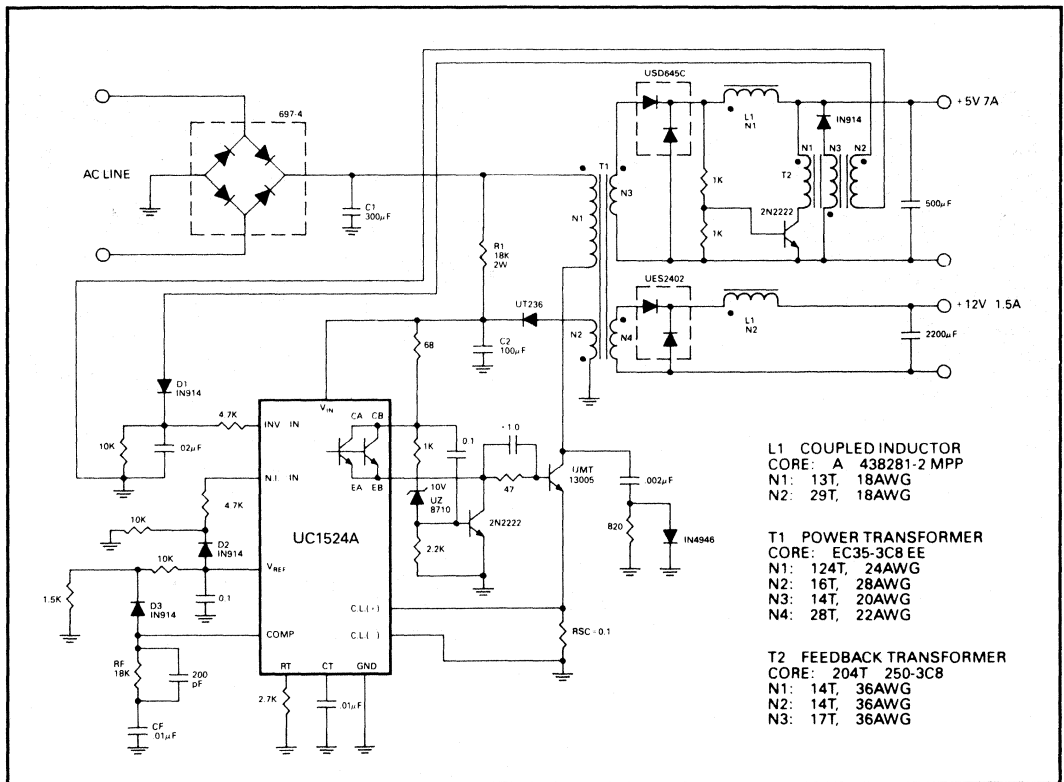 697-4
AC LINE
C1
300µF
R1
18K
2W
UT236
C2
100µF
68
T1
N1
N2
N3
N4
USD645C
L1
N1
1K
1K
2N2222
IN914
N1
N3
N2
T2
+5V 7A
500µF
UES2402
L1
N2
+12V 1.5A
2200µF
D1
IN914
10K
.02µF
4.7K
INV IN
VIN
CA CB
EA EB
N.I. IN
4.7K
10K
D2
IN914
10K
VREF
1.5K
D3
IN914
0.1
COMP
RF
18K
200
pF
CF
.01µF
UC1524A
RT
CT
GND
2.7K
.01µF
C.L.(+)
C.L.( )
1K
0.1
10V
UZ
8710
2.2K
2N2222
1.0
47
UMT
13005
.002µF
820
IN4946
RSC - 0.1
L1 COUPLED INDUCTOR
CORE: A 438281-2 MPP
N1: 13T, 18AWG
N2: 29T, 18AWG
T1 POWER TRANSFORMER
CORE: EC35-3C8 EE
N1: 124T, 24AWG
N2: 16T, 28AWG
N3: 14T, 20AWG
N4: 28T, 22AWG
T2 FEEDBACK TRANSFORMER
CORE: 204T 250-3C8
N1: 14T, 36AWG
N2: 14T, 36AWG
N3: 17T, 36AWG